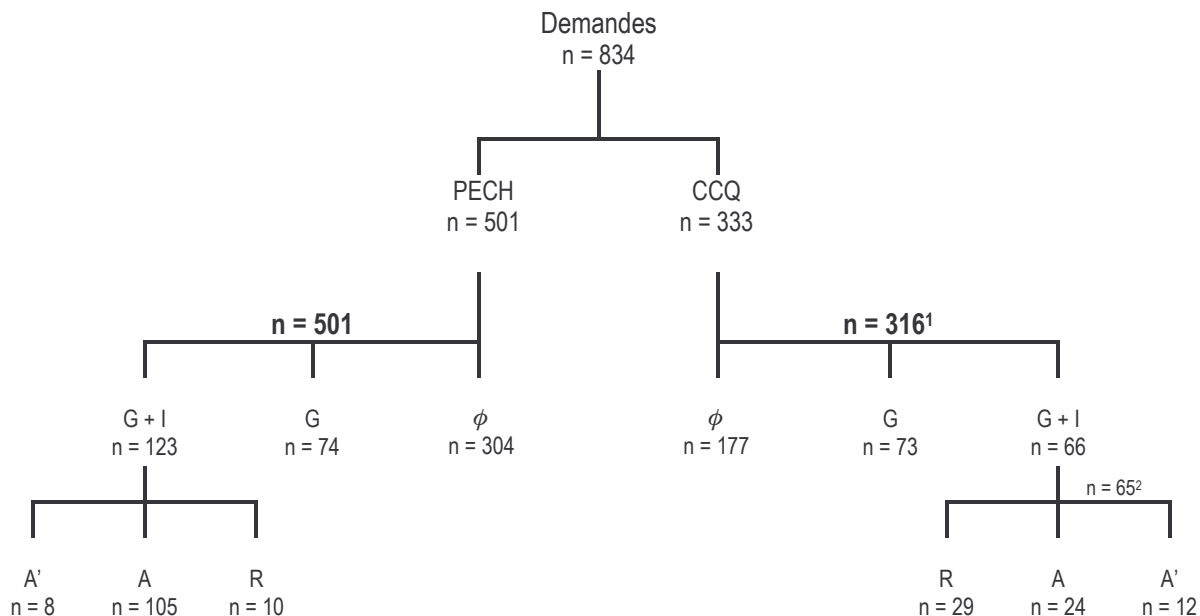 Demandes
n = 834
PECH
n = 501
CCQ
n = 333
n = 501
n = 316¹
G + I
n = 123
G
n = 74
ϕ
n = 304
ϕ
n = 177
G
n = 73
G + I
n = 66
n = 65²
A'
n = 8
A
n = 105
R
n = 10
R
n = 29
A
n = 24
A'
n = 12